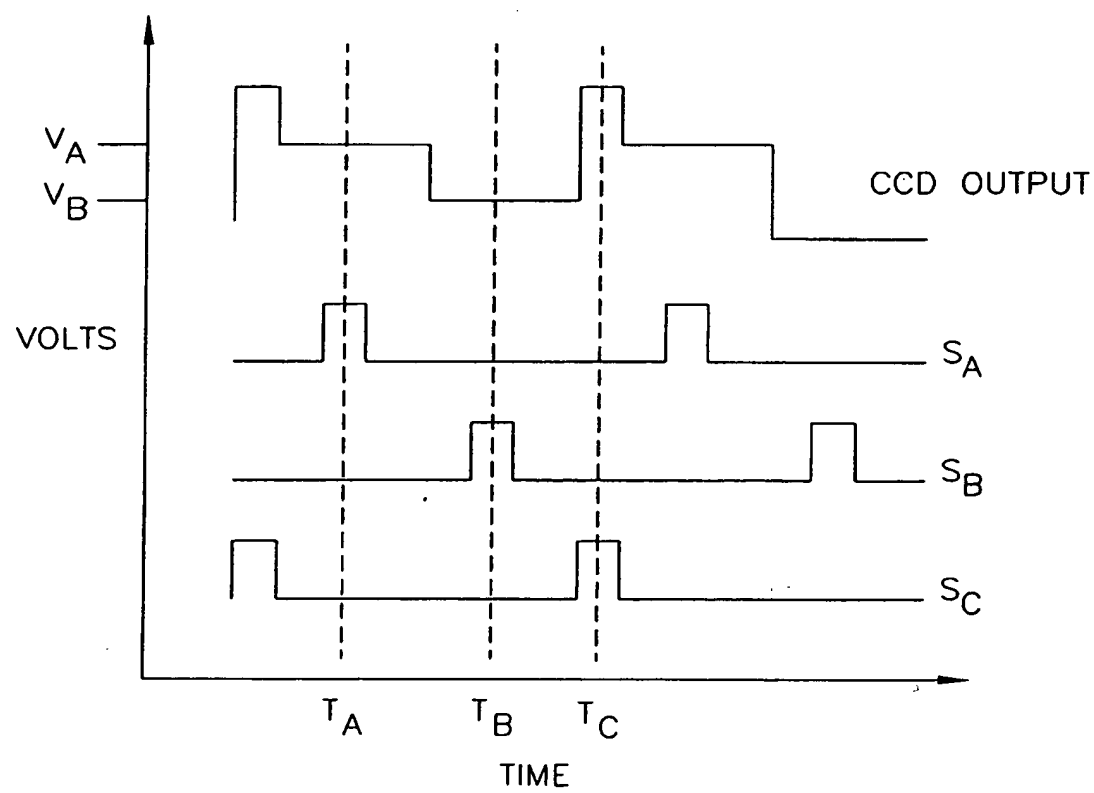 V_A
V_B
CCD OUTPUT
VOLTS
S_A
S_B
S_C
T_A
T_B
T_C
TIME